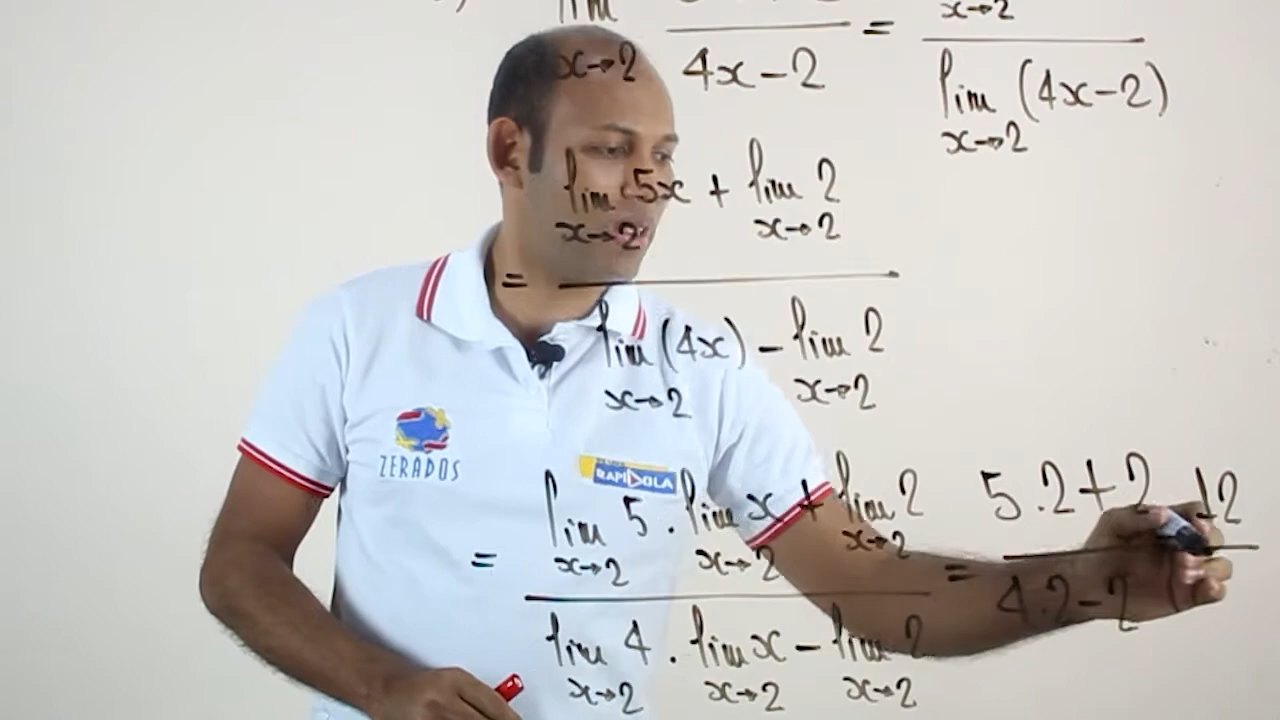 x→2
lim
x→2 4x-2 = lim (4x-2)
x→2
lim 5x + lim 2
x→2 x→2
=
lim (4x) - lim 2
x→2 x→2
ZERADOS
RAPIDOLA
lim 5 . lim x + lim 2
x→2 x→2 x→2
=
lim 4 . lim x - lim 2
x→2 x→2 x→2
= 5.2+2 12
4.2-2